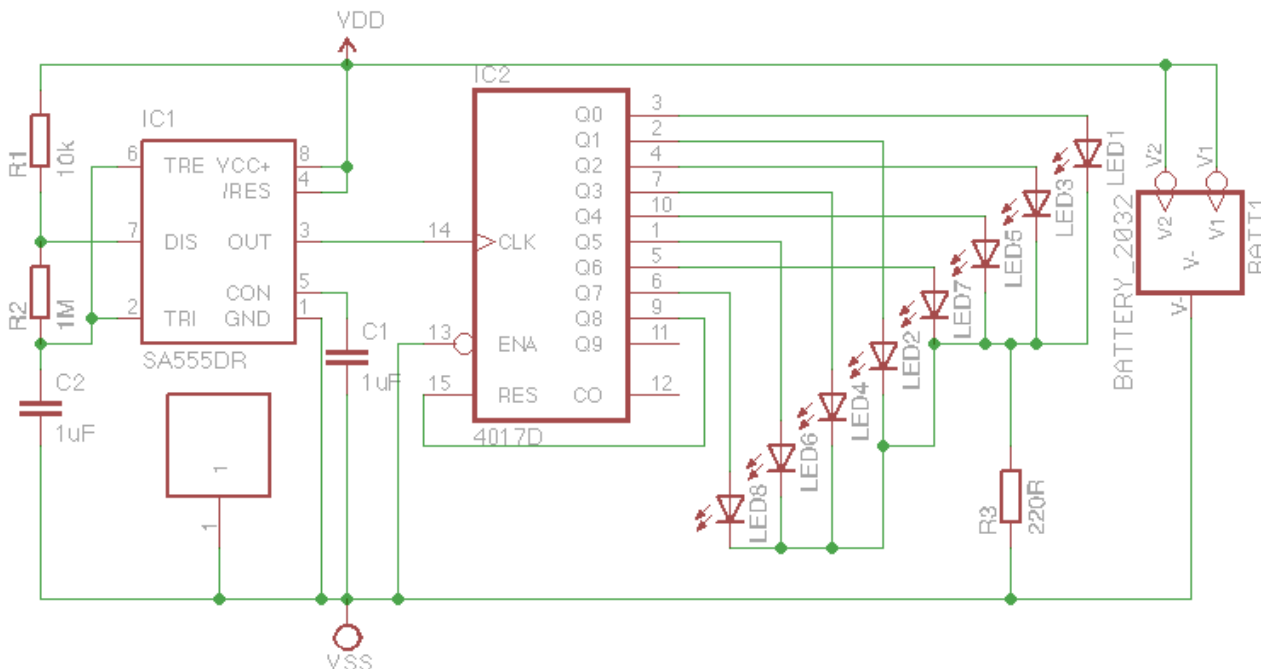 VDD
IC2
IC1
R1
10k
6
TRE
VCC+
8
/RES
4
7
DIS
OUT
3
R2
1M
CON
5
2
TRI
GND
1
SA555DR
C2
1uF
C1
1uF
1
1
VSS
14
CLK
13
ENA
15
RES
4017D
Q0
3
Q1
2
Q2
4
Q3
7
Q4
10
Q5
1
Q6
5
Q7
6
Q8
9
Q9
11
CO
12
LED1
LED3
LED5
LED7
LED2
LED4
LED6
LED8
R3
220R
V2
V1
V2
V1
V-
V-
BATTERY_2032
BATT1